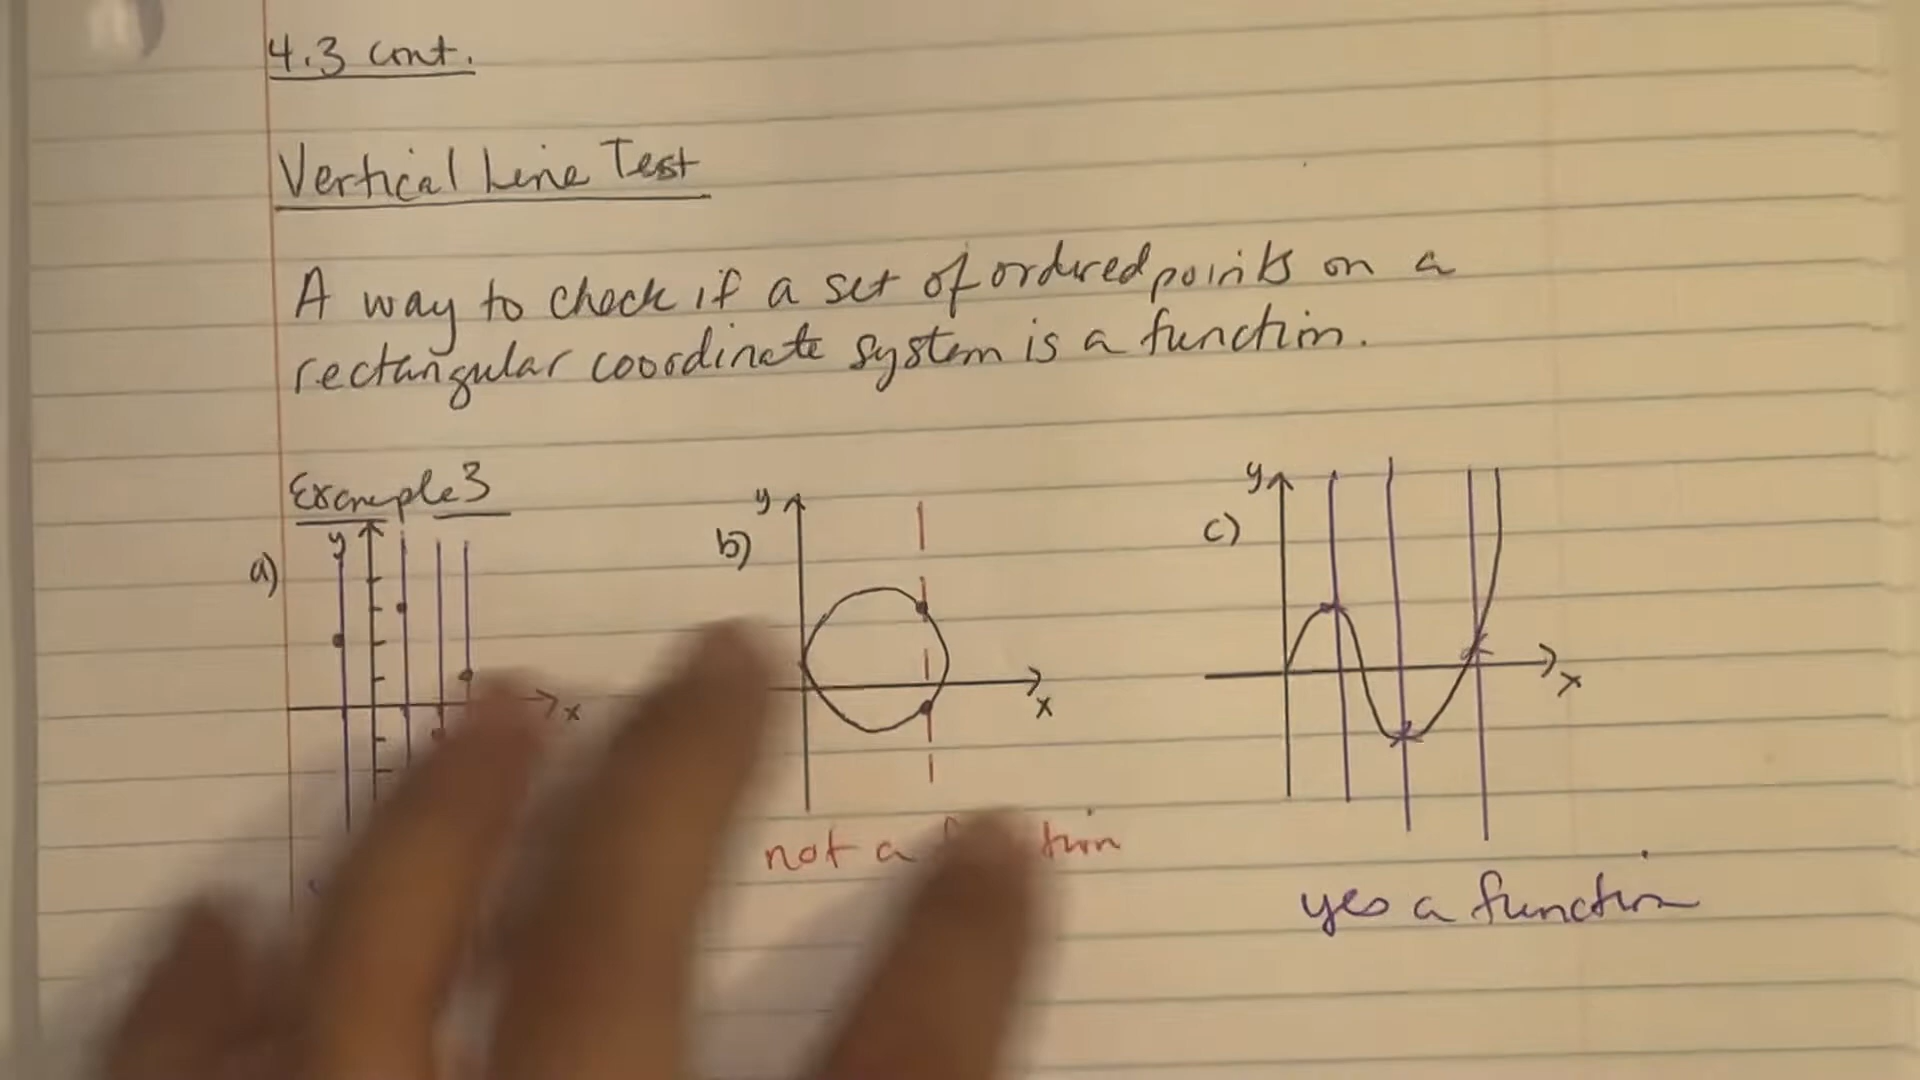 4.3 cont.
Vertical Line Test
A way to check if a set of ordered points on a
rectangular coordinate system is a function.
Example 3
a) y x
b) y x
c) y x
not a
yes a function